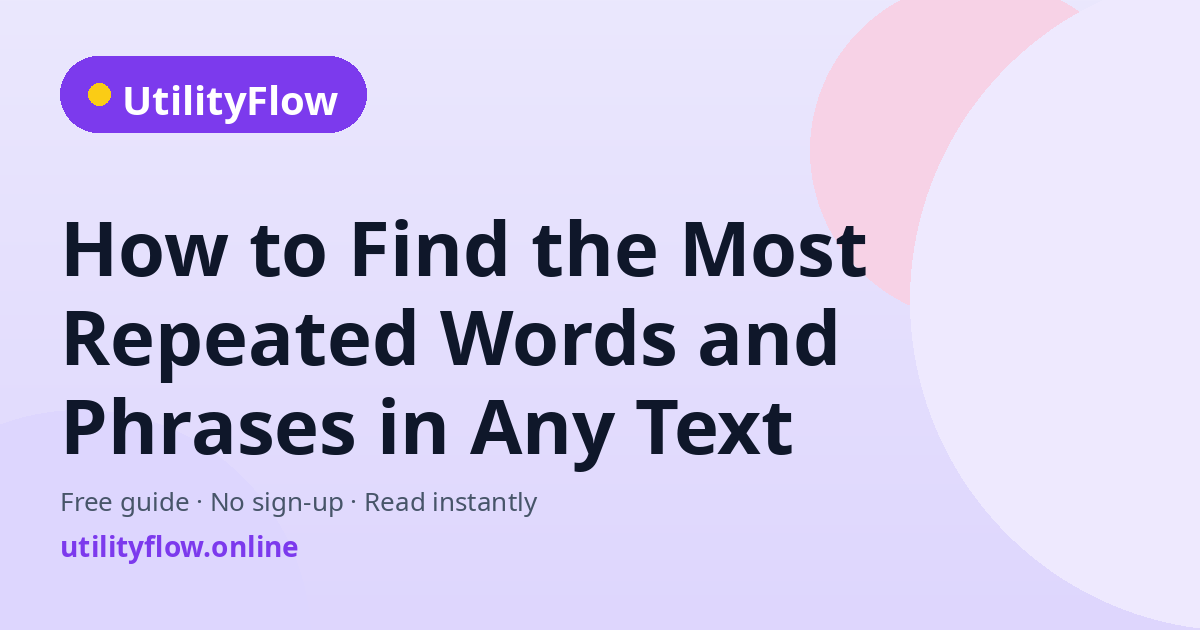 UtilityFlow
How to Find the Most
Repeated Words and
Phrases in Any Text
Free guide · No sign-up · Read instantly
utilityflow.online